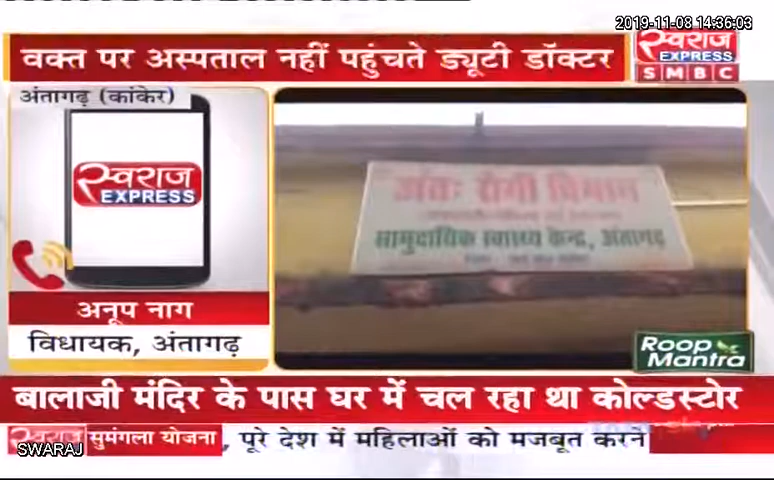 2019-11-08 14:36:03
वक्त पर अस्पताल नहीं पहुंचते ड्यूटी डॉक्टर
स्वराज
EXPRESS
SMBC
अंतागढ़ (कांकेर)
स्वराज
EXPRESS
अंतः रोगी विभाग
सामुदायिक स्वास्थ्य केन्द्र, अंतागढ़
अनूप नाग
विधायक, अंतागढ़
Roop
Mantra
बालाजी मंदिर के पास घर में चल रहा था कोल्डस्टोर
सुमंगला योजना, पूरे देश में महिलाओं को मजबूत करने
SWARAJ